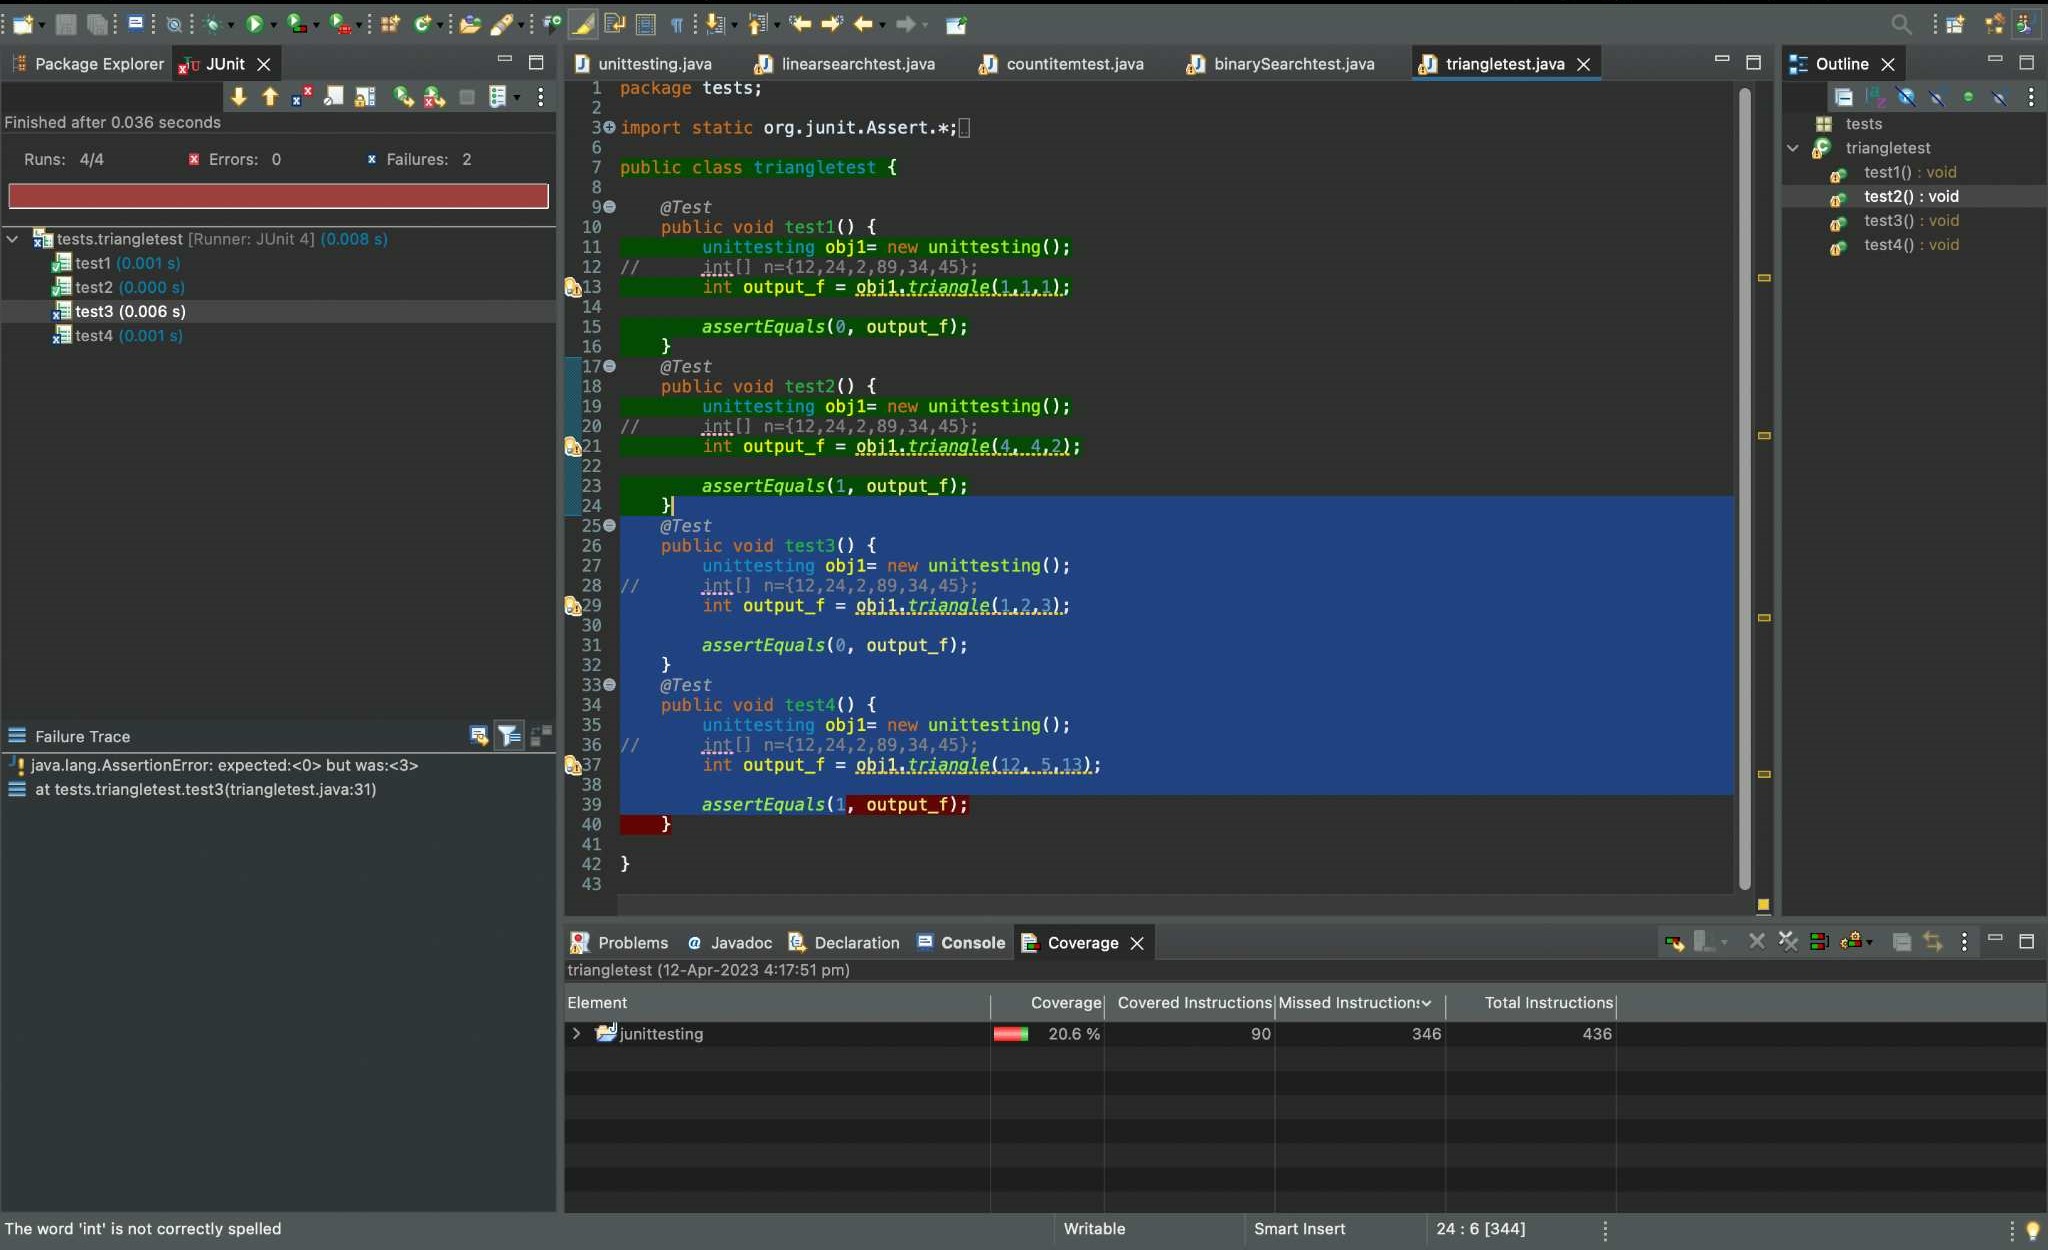 Package Explorer
JUnit
Finished after 0.036 seconds
Runs: 4/4
Errors: 0
Failures: 2
tests.triangletest [Runner: JUnit 4] (0.008 s)
test1 (0.001 s)
test2 (0.000 s)
test3 (0.006 s)
test4 (0.001 s)
Failure Trace
java.lang.AssertionError: expected:<0> but was:<3>
at tests.triangletest.test3(triangletest.java:31)
unittesting.java
linearsearchtest.java
countitemtest.java
binarySearchtest.java
triangletest.java
1 package tests;
2
3 import static org.junit.Assert.*;
6
7 public class triangletest {
8
9 @Test
10 public void test1() {
11 unittesting obj1= new unittesting();
12 // int[] n={12,24,2,89,34,45};
13 int output_f = obj1.triangle(1,1,1);
14
15 assertEquals(0, output_f);
16 }
17 @Test
18 public void test2() {
19 unittesting obj1= new unittesting();
20 // int[] n={12,24,2,89,34,45};
21 int output_f = obj1.triangle(4, 4,2);
22
23 assertEquals(1, output_f);
24 }
25 @Test
26 public void test3() {
27 unittesting obj1= new unittesting();
28 // int[] n={12,24,2,89,34,45};
29 int output_f = obj1.triangle(1,2,3);
30
31 assertEquals(0, output_f);
32 }
33 @Test
34 public void test4() {
35 unittesting obj1= new unittesting();
36 // int[] n={12,24,2,89,34,45};
37 int output_f = obj1.triangle(12, 5,13);
38
39 assertEquals(1, output_f);
40 }
41
42 }
43
Outline
tests
triangletest
test1() : void
test2() : void
test3() : void
test4() : void
Problems
@ Javadoc
Declaration
Console
Coverage
triangletest (12-Apr-2023 4:17:51 pm)
Element Coverage Covered Instructions Missed Instructions Total Instructions
junittesting 20.6 % 90 346 436
The word 'int' is not correctly spelled
Writable
Smart Insert
24 : 6 [344]